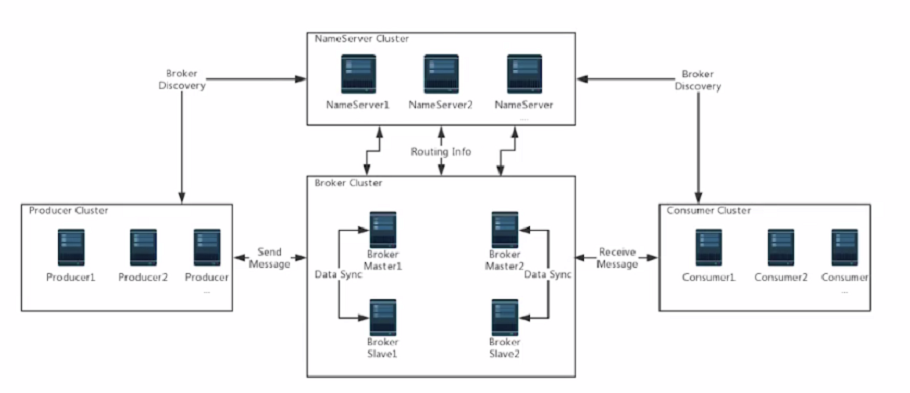 NameServer Cluster
NameServer1
NameServer2
NameServer
...
Broker
Discovery
Broker
Discovery
Routing Info
Broker Cluster
Producer Cluster
Producer1
Producer2
Producer
...
Send
Message
Broker
Master1
Broker
Master2
Data Sync
Data Sync
Broker
Slave1
Broker
Slave2
Receive
Message
Consumer Cluster
Consumer1
Consumer2
Consumer
...